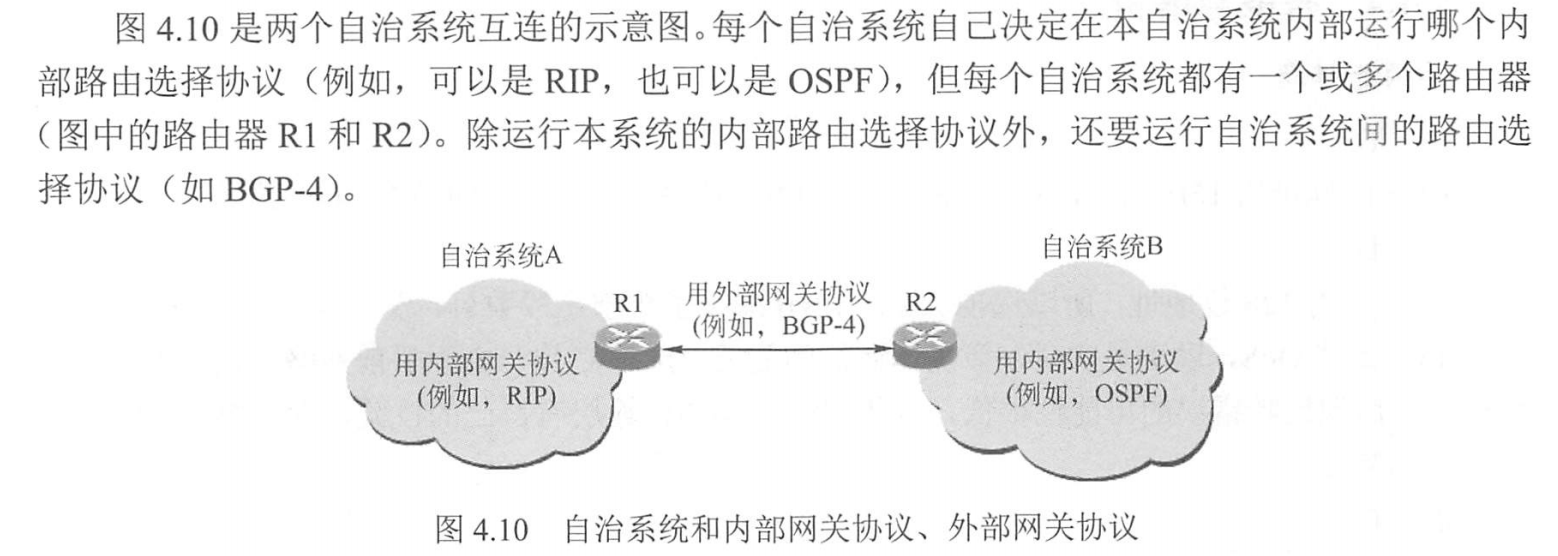 图 4.10 是两个自治系统互连的示意图。每个自治系统自己决定在本自治系统内部运行哪个内
部路由选择协议（例如，可以是 RIP，也可以是 OSPF），但每个自治系统都有一个或多个路由器
（图中的路由器 R1 和 R2）。除运行本系统的内部路由选择协议外，还要运行自治系统间的路由选
择协议（如 BGP-4）。
自治系统A
自治系统B
R1
用外部网关协议
(例如，BGP-4)
R2
用内部网关协议
(例如，RIP)
用内部网关协议
(例如，OSPF)
图 4.10 自治系统和内部网关协议、外部网关协议